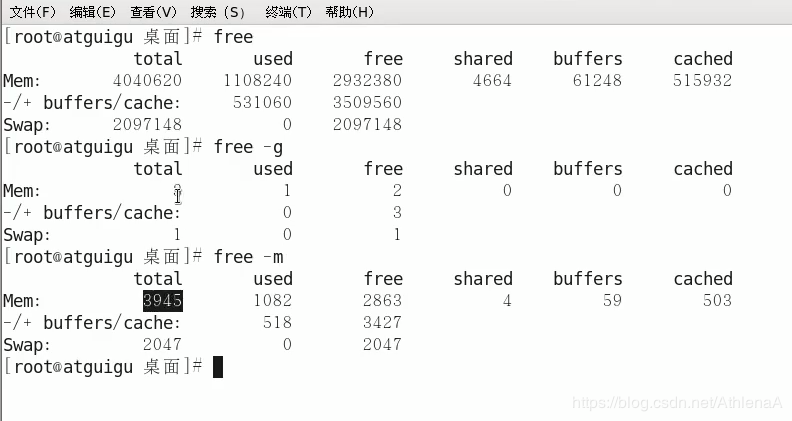 文件(F) 编辑(E) 查看(V) 搜索 (S) 终端(T) 帮助(H)
[root@atguigu 桌面]# free
total used free shared buffers cached
Mem: 4040620 1108240 2932380 4664 61248 515932
-/+ buffers/cache: 531060 3509560
Swap: 2097148 0 2097148
[root@atguigu 桌面]# free -g
total used free shared buffers cached
Mem: 1 2 0 0 0
-/+ buffers/cache: 0 3
Swap: 1 0 1
[root@atguigu 桌面]# free -m
total used free shared buffers cached
Mem: 3945 1082 2863 4 59 503
-/+ buffers/cache: 518 3427
Swap: 2047 0 2047
[root@atguigu 桌面]#
https://blog.csdn.net/AthlenaA